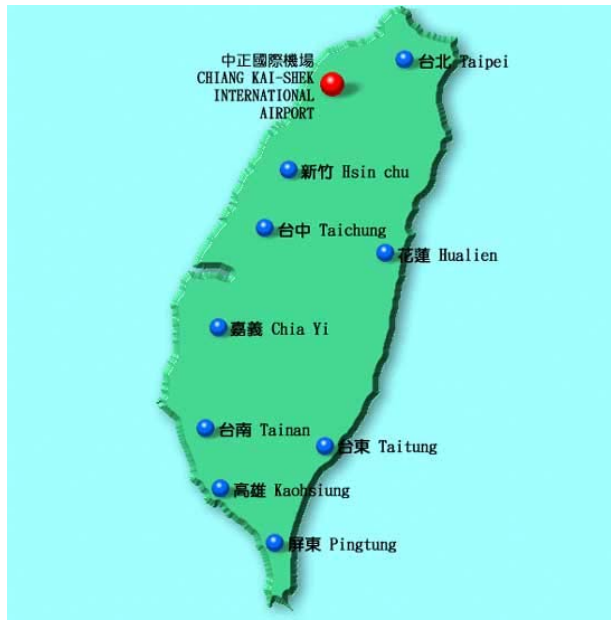 台北 Taipei
中正國際機場
CHIANG KAI-SHEK
INTERNATIONAL
AIRPORT
新竹 Hsin chu
台中 Taichung
花蓮 Hualien
嘉義 Chia Yi
台南 Tainan
台東 Taitung
高雄 Kaohsiung
屏東 Pingtung